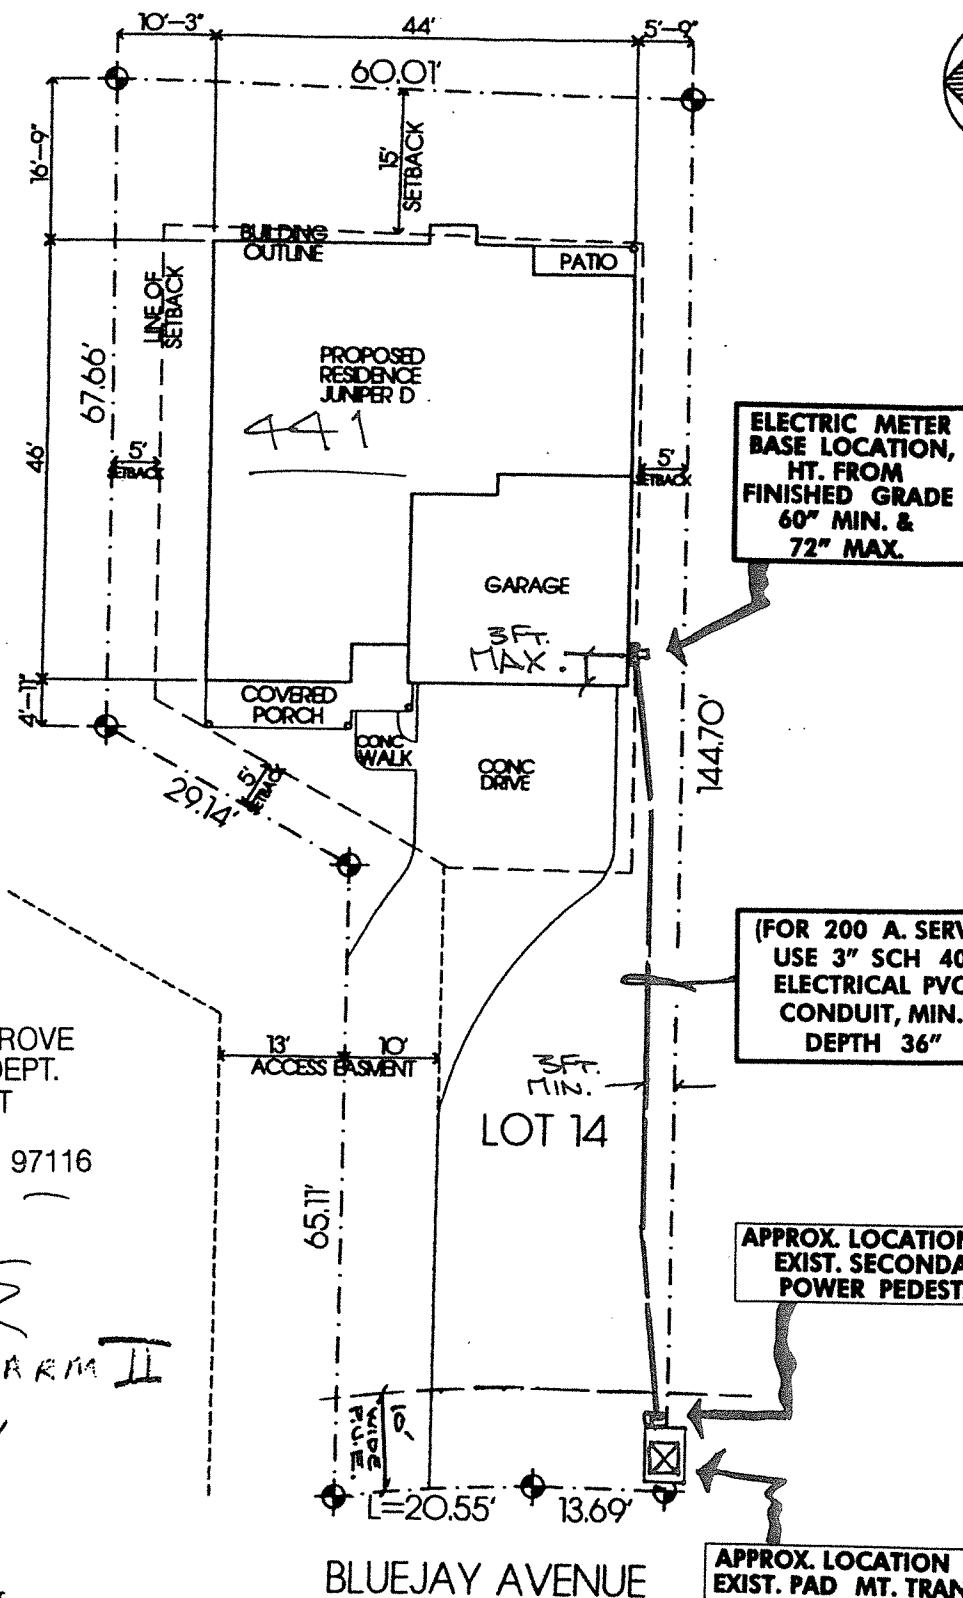 10'-3"
44'
5'-9"
60.01'
16'-9"
15'
SETBACK
BUILDING
OUTLINE
PATIO
LINE OF
SETBACK
PROPOSED
RESIDENCE
JUNIPER D
441
67.66'
46'
5'
SETBACK
5'
SETBACK
ELECTRIC METER
BASE LOCATION,
HT. FROM
FINISHED GRADE
60" MIN. &
72" MAX.
GARAGE
3FT.
MAX.
4'-11"
COVERED
PORCH
CONC
WALK
CONC
DRIVE
144.70'
5'
SETBACK
29.14'
(FOR 200 A. SERV
USE 3" SCH 40
ELECTRICAL PVC
CONDUIT, MIN.
DEPTH 36"
ROVE
DEPT.
T
97116
13'
10'
ACCESS EASMENT
3FT.
MIN.
LOT 14
65.11'
APPROX. LOCATION
EXIST. SECONDA
POWER PEDEST
ARM II
10'
WIDE
P.U.E.
L=20.55'
13.69'
BLUEJAY AVENUE
APPROX. LOCATION
EXIST. PAD MT. TRAN